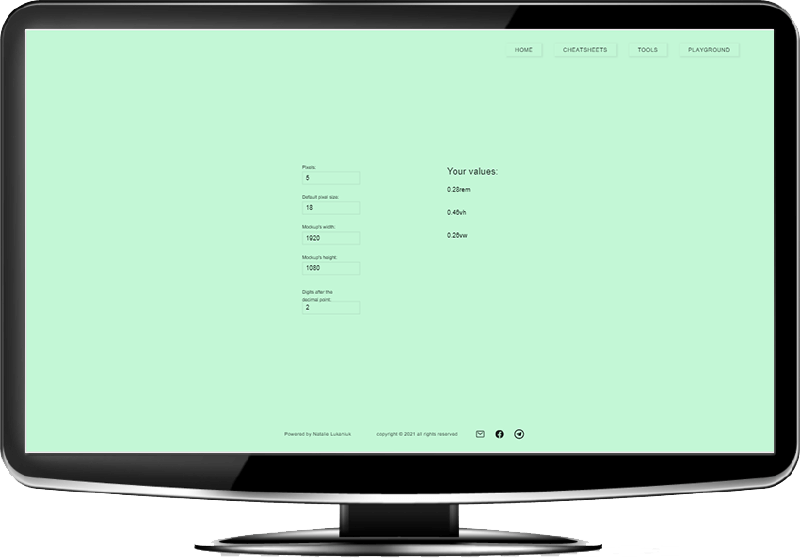 HOME CHEATSHEETS TOOLS PLAYGROUND
Pixels:
5
Default pixel size:
18
Mockup's width:
1920
Mockup's height:
1080
Digits after the
decimal point:
2
Your values:
0.28rem
0.46vh
0.26vw
Powered by Natalia Lukaniuk copyright © 2021 all rights reserved